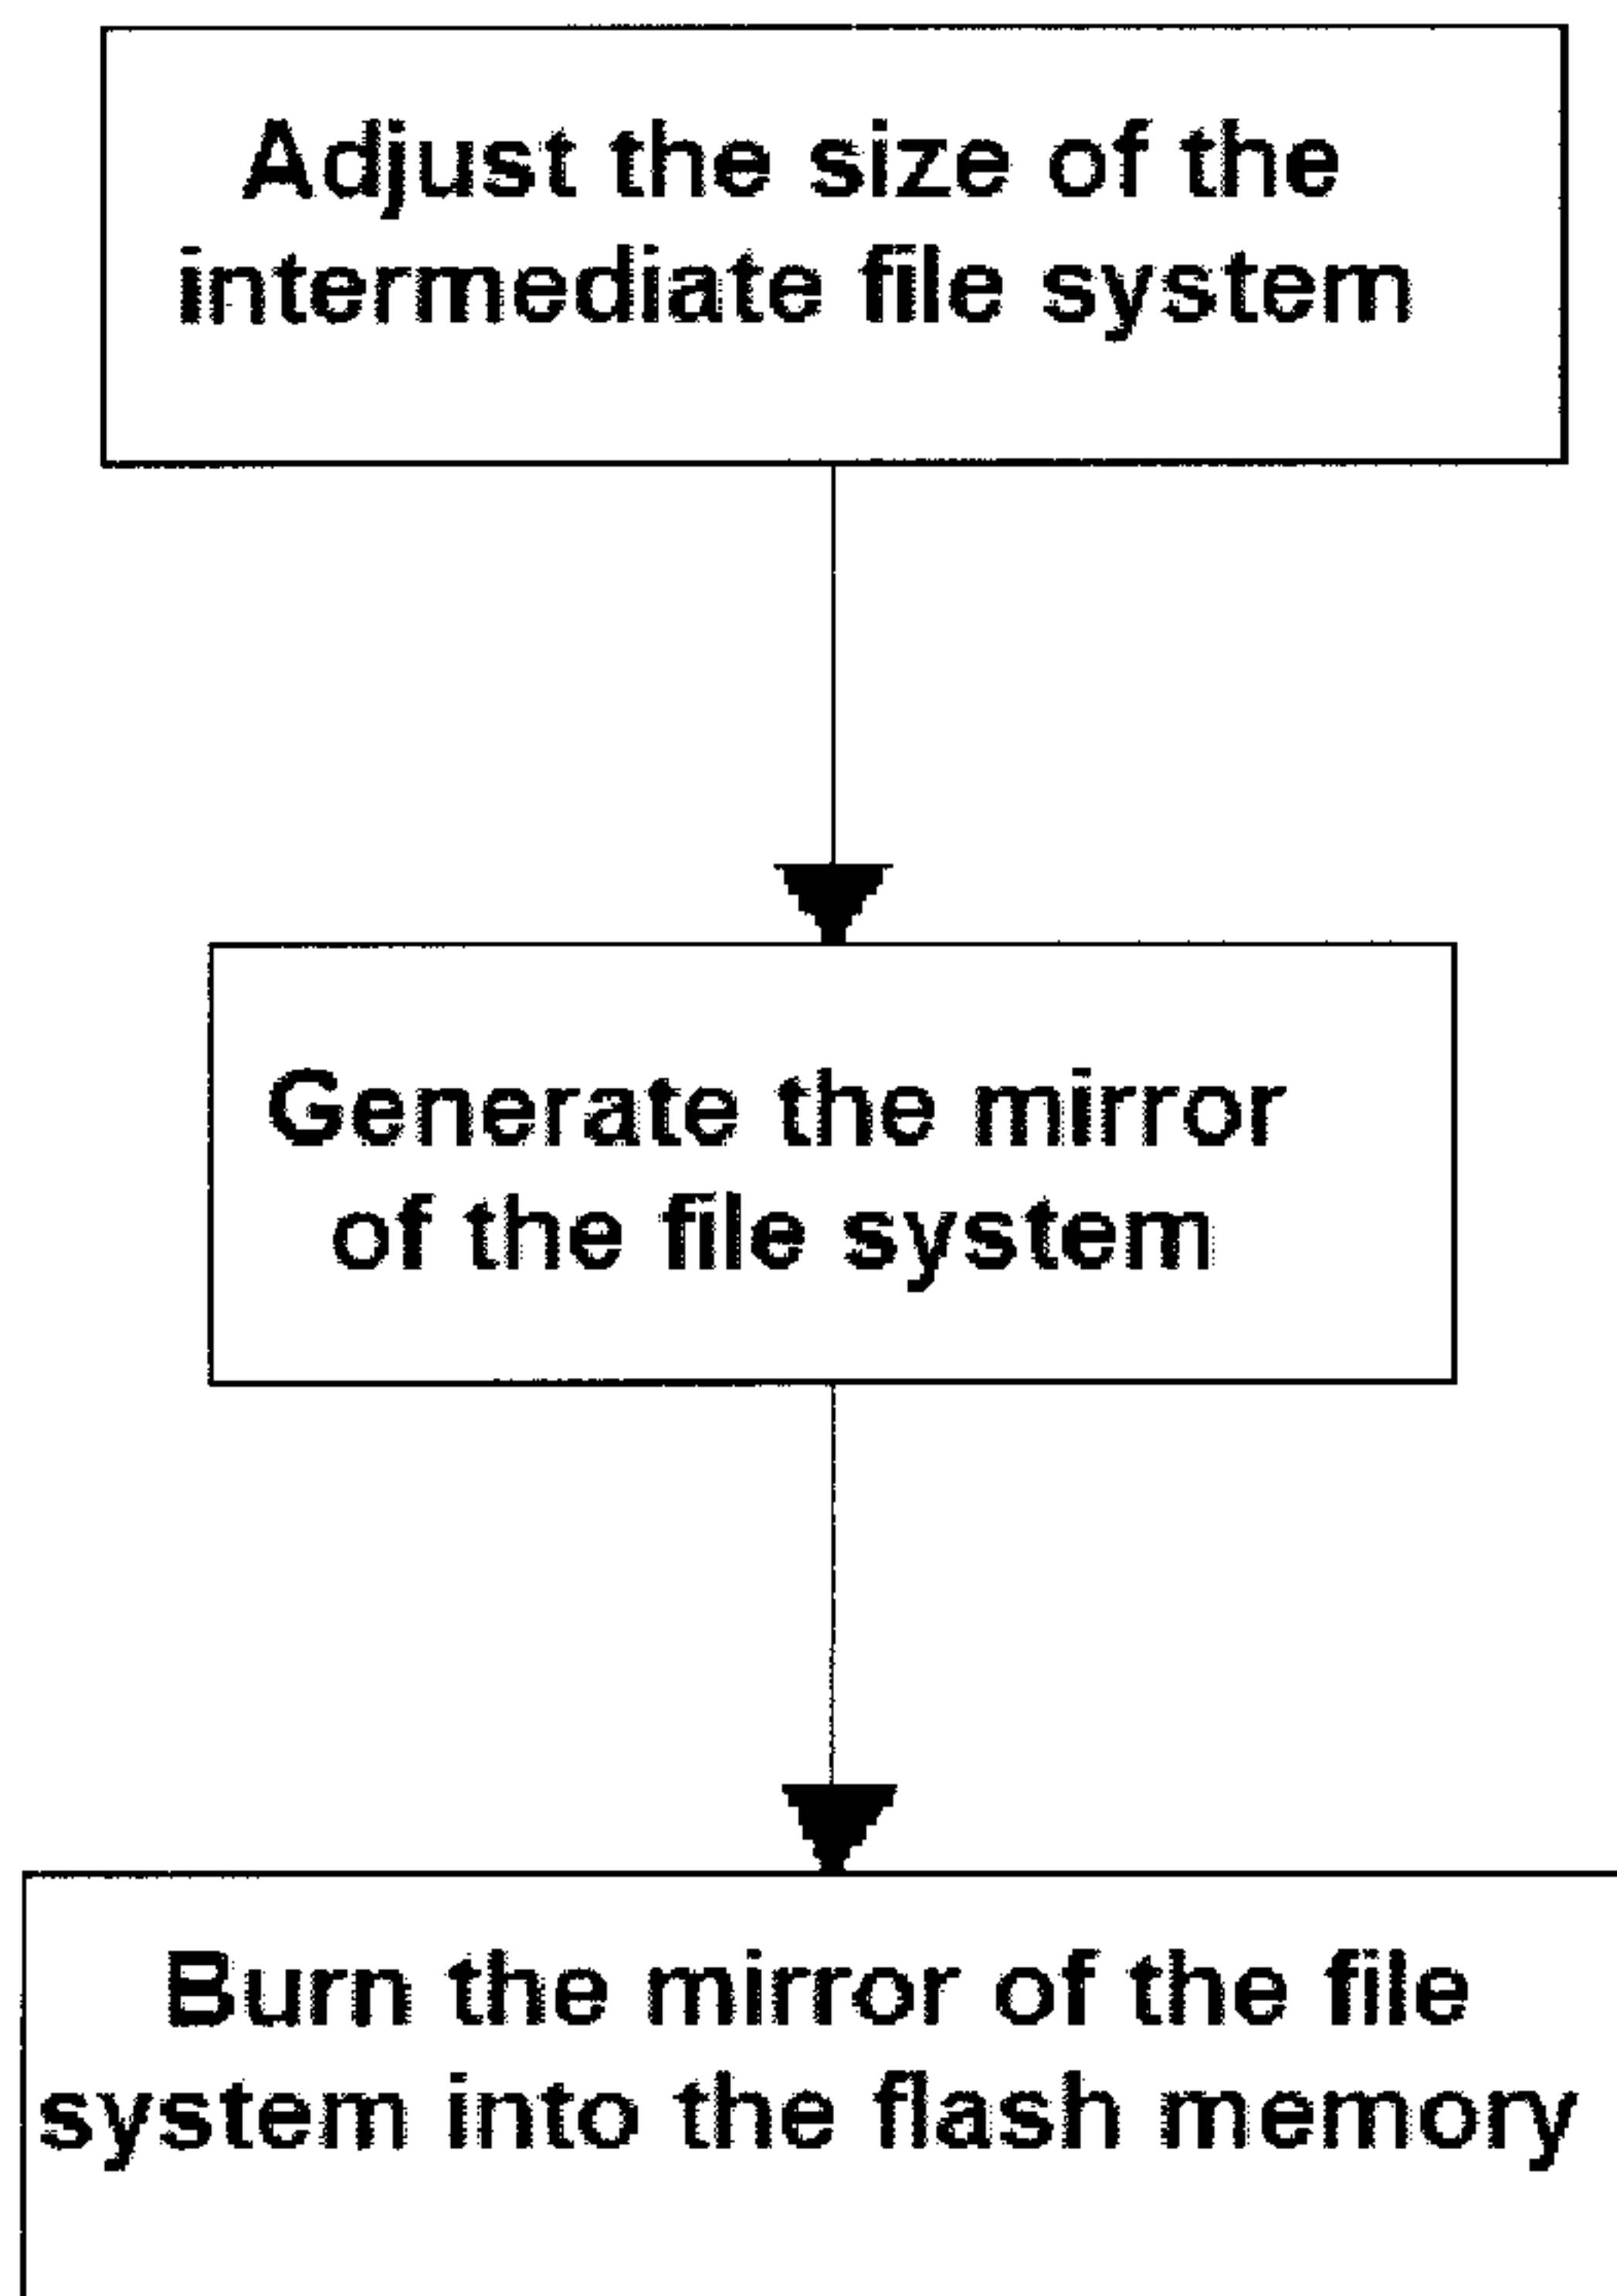 Adjust the size of the
intermediate file system
Generate the mirror
of the file system
Burn the mirror of the file
system into the flash memory